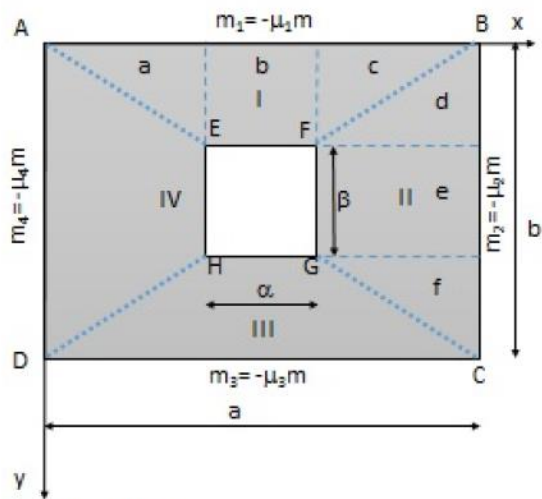 m₁= -μ₁m
A
B
x
a
b
c
I
d
E
F
m₄= -μ₄m
IV
β
II
e
m₂= -μ₂m
b
H
G
α
f
III
D
m₃= -μ₃m
C
a
y